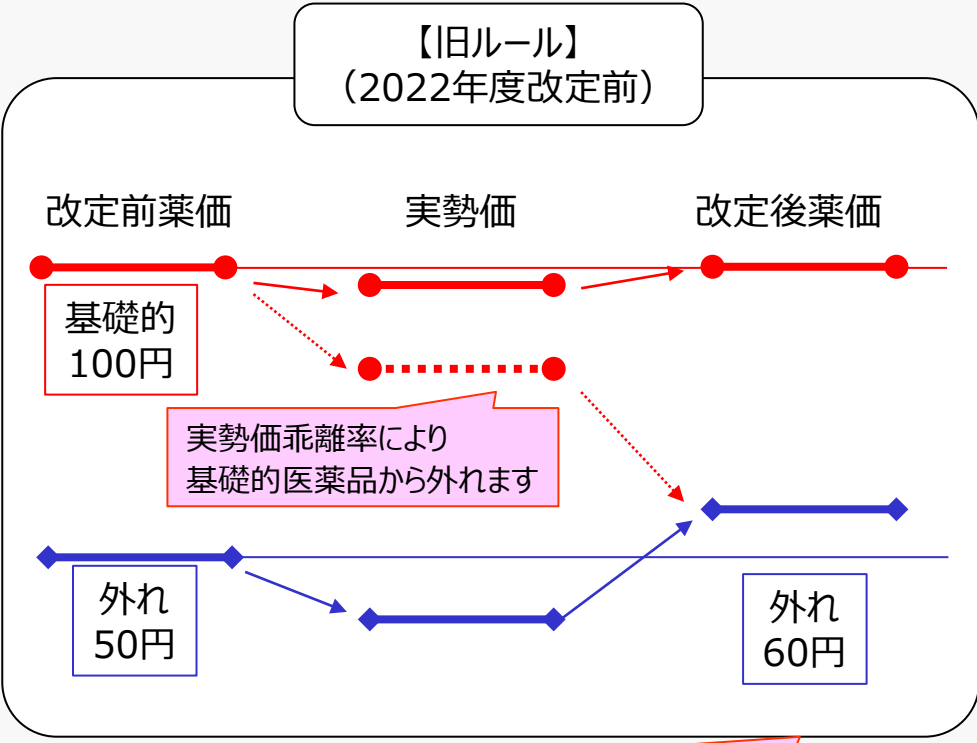 【旧ルール】
（2022年度改定前）
改定前薬価
実勢価
改定後薬価
基礎的
100円
実勢価乖離率により
基礎的医薬品から外れます
外れ
50円
外れ
60円